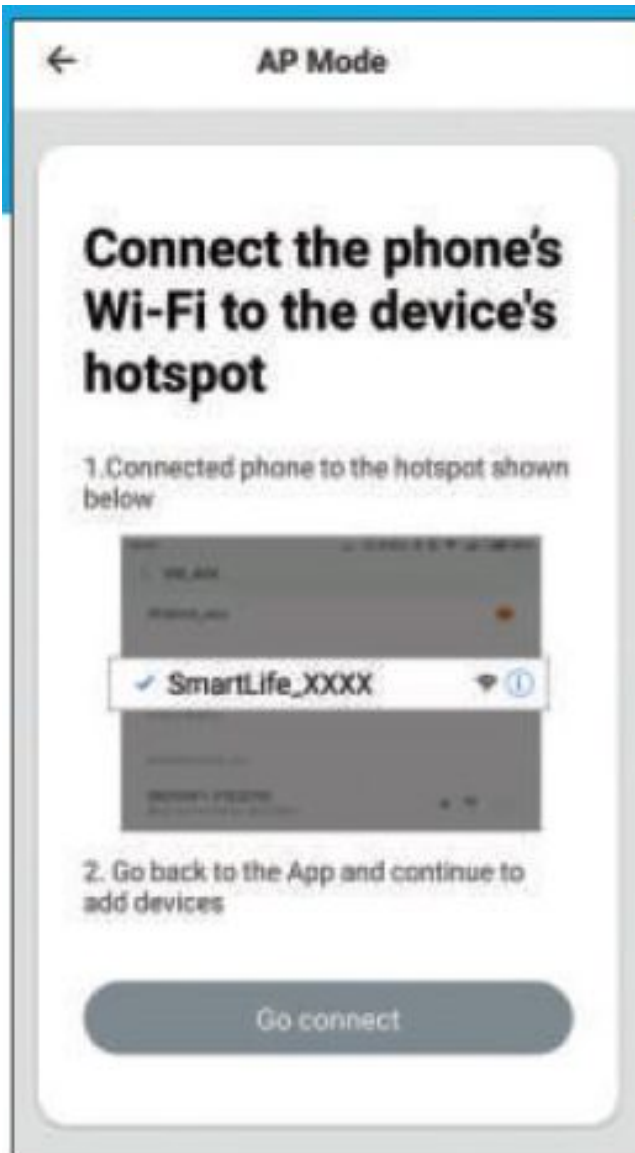 AP Mode
Connect the phone's
Wi-Fi to the device's
hotspot
1.Connected phone to the hotspot shown
below
SmartLife_XXXX
2. Go back to the App and continue to
add devices
Go connect